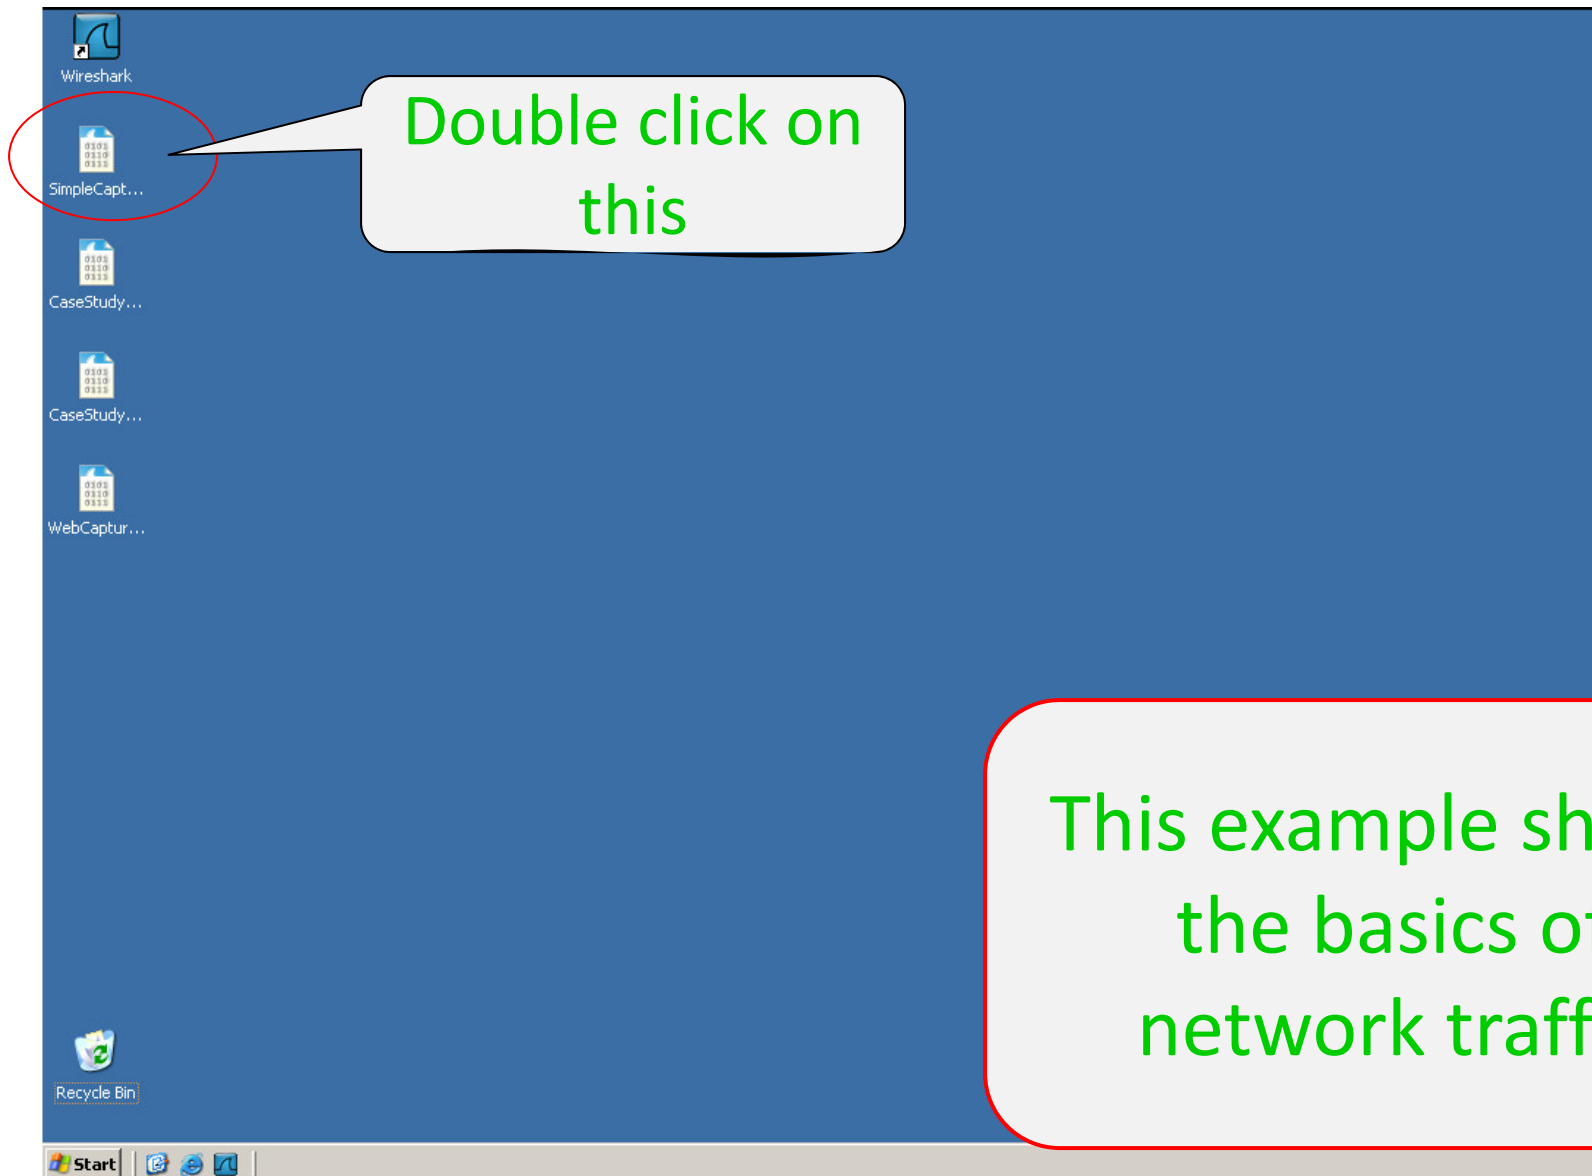 Wireshark
Double click on
this
SimpleCapt...
CaseStudy...
CaseStudy...
WebCaptur...
This example sh
the basics of
network traff
Recycle Bin
Start